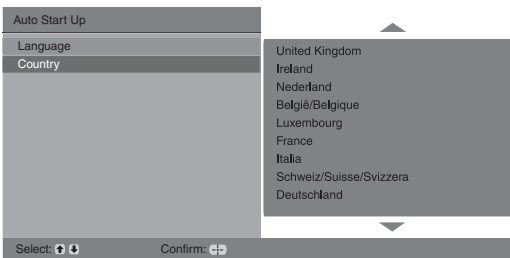 Auto Start Up
Language
Country
United Kingdom
Ireland
Nederland
België/Belgique
Luxembourg
France
Italia
Schweiz/Suisse/Svizzera
Deutschland
Select:
Confirm: